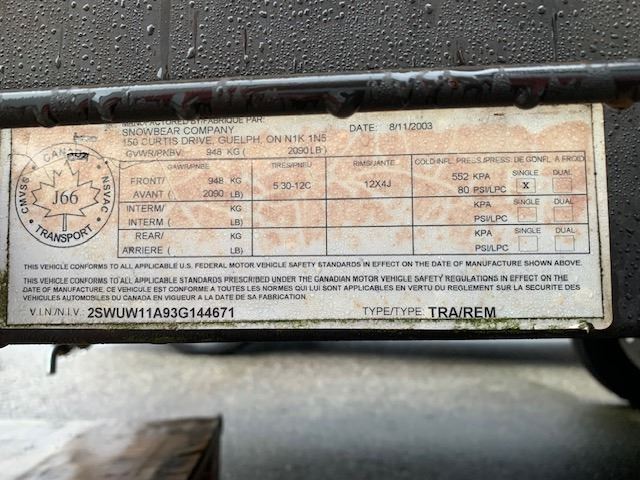 MANUFACTURED BY/FABRIQUE PAR:
SNOWBEAR COMPANY DATE: 8/11/2003
150 CURTIS DRIVE, GUELPH, ON N1K 1N5
GVWR/PNBV. 948 KG ( 2090 LB)
GAWR/PNBE TIRES/PNEU RIMS/JANTE COLD INFL. PRESS./PRESS. DE GONFL. A FROID
FRONT/ 948 KG 5.30-12C 12X4J 552 KPA SINGLE DUAL
AVANT ( 2090 LB) 80 PSI/LPC X
INTERM/ KG KPA SINGLE DUAL
INTERM ( LB) PSI/LPC
REAR/ KG KPA SINGLE DUAL
ARRIERE ( LB) PSI/LPC
CANADA
CMVSS NSVAC
J66
TRANSPORT
THIS VEHICLE CONFORMS TO ALL APPLICABLE U.S. FEDERAL MOTOR VEHICLE SAFETY STANDARDS IN EFFECT ON THE DATE OF MANUFACTURE SHOWN ABOVE.
THIS VEHICLE CONFORMS TO ALL APPLICABLE STANDARDS PRESCRIBED UNDER THE CANADIAN MOTOR VEHICLE SAFETY REGULATIONS IN EFFECT ON THE
DATE OF MANUFACTURE. CE VEHICULE EST CONFORME A TOUTES LES NORMES QUI LUI SONT APPLICABLES EN VERTU DU REGLEMENT SUR LA SECURITE DES
VEHICULES AUTOMOBILES DU CANADA EN VIGUEUR A LA DATE DE SA FABRICATION.
V.I.N./N.I.V. 2SWUW11A93G144671 TYPE/TYPE: TRA/REM